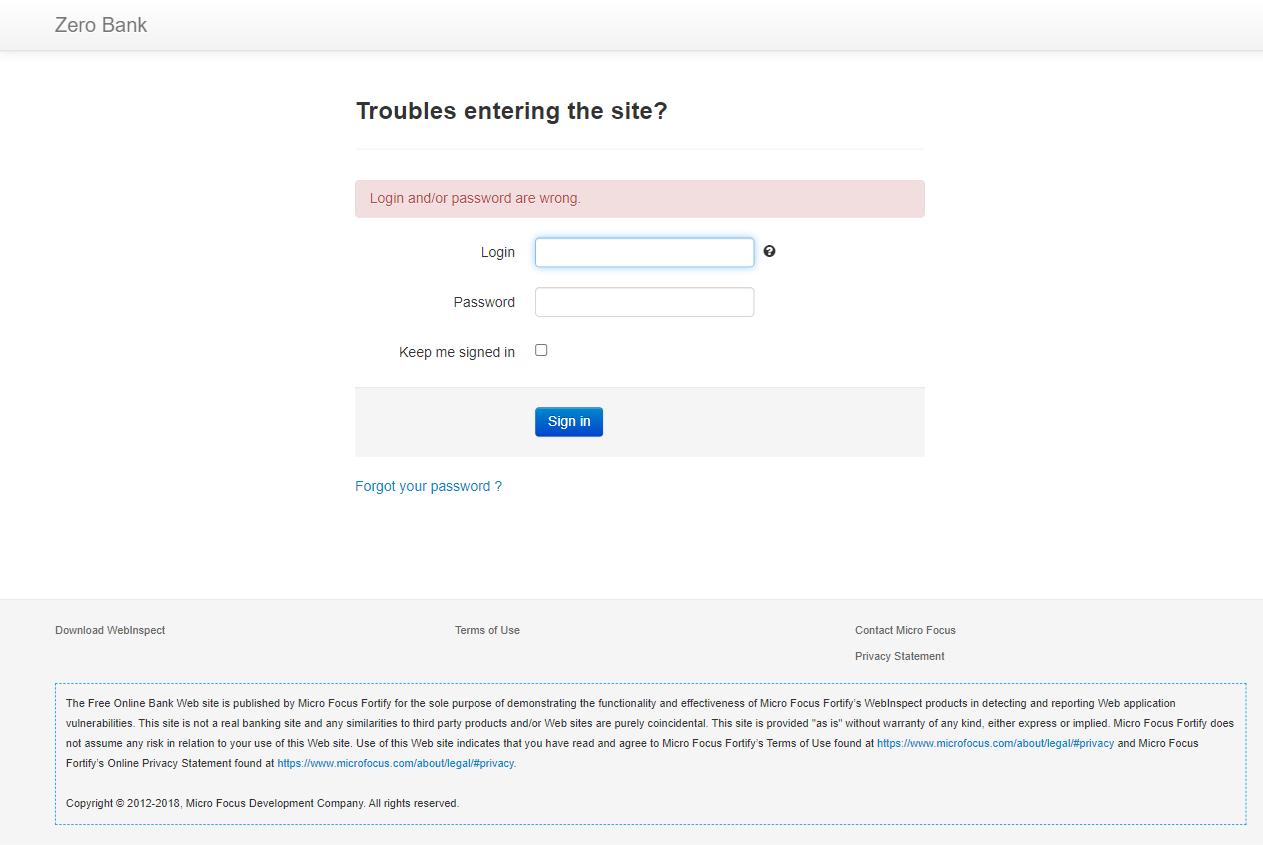 Zero Bank
Troubles entering the site?
Login and/or password are wrong.
Login
Password
Keep me signed in
Sign in
Forgot your password ?
Download WebInspect
Terms of Use
Contact Micro Focus
Privacy Statement
The Free Online Bank Web site is published by Micro Focus Fortify for the sole purpose of demonstrating the functionality and effectiveness of Micro Focus Fortify's WebInspect products in detecting and reporting Web application
vulnerabilities. This site is not a real banking site and any similarities to third party products and/or Web sites are purely coincidental. This site is provided "as is" without warranty of any kind, either express or implied. Micro Focus Fortify does
not assume any risk in relation to your use of this Web site. Use of this Web site indicates that you have read and agree to Micro Focus Fortify's Terms of Use found at https://www.microfocus.com/about/legal/#privacy and Micro Focus
Fortify's Online Privacy Statement found at https://www.microfocus.com/about/legal/#privacy.
Copyright © 2012-2018, Micro Focus Development Company. All rights reserved.